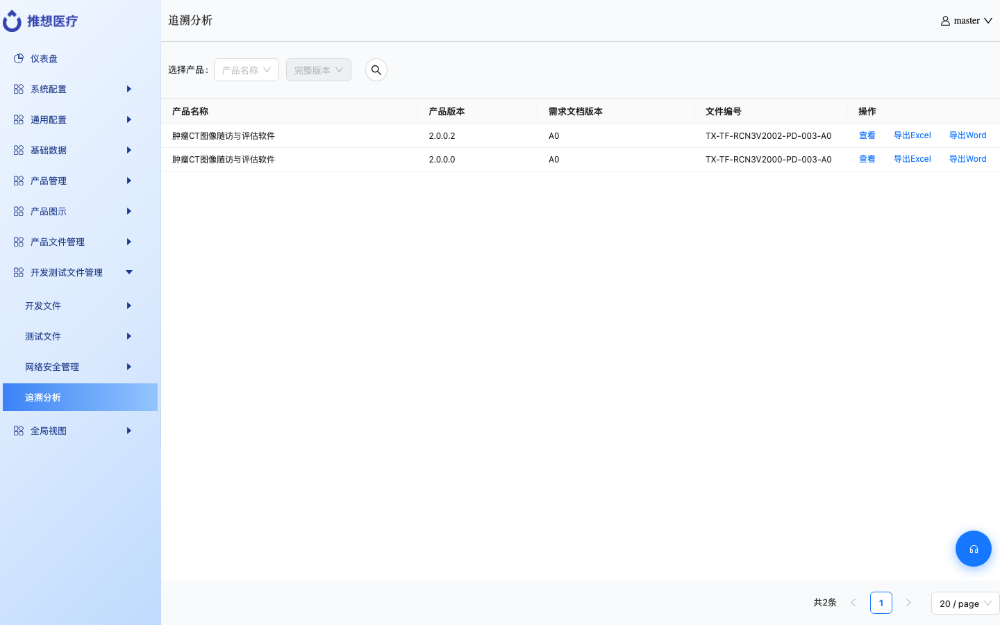 推想医疗
追溯分析
master
仪表盘
系统配置
通用配置
基础数据
产品管理
产品图示
产品文件管理
开发测试文件管理
开发文件
测试文件
网络安全管理
追溯分析
全局视图
选择产品： 产品名称 完整版本
产品名称 产品版本 需求文档版本 文件编号 操作
肿瘤CT图像随访与评估软件 2.0.0.2 A0 TX-TF-RCN3V2002-PD-003-A0 查看 导出Excel 导出Word
肿瘤CT图像随访与评估软件 2.0.0.0 A0 TX-TF-RCN3V2000-PD-003-A0 查看 导出Excel 导出Word
共2条 1 20 / page